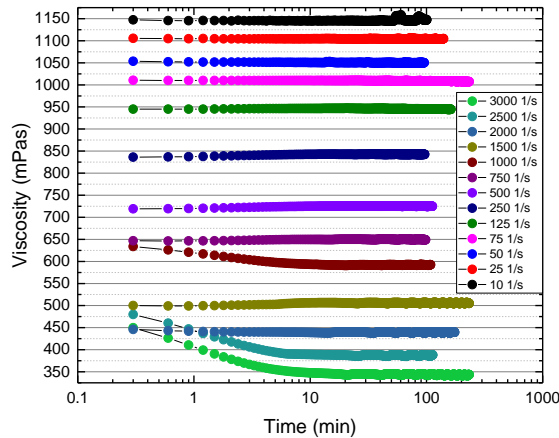 1150
1100
1050
1000
950
900
850
800
750
700
650
600
550
500
450
400
350
Viscosity (mPas)
3000 1/s
2500 1/s
2000 1/s
1500 1/s
1000 1/s
750 1/s
500 1/s
250 1/s
125 1/s
75 1/s
50 1/s
25 1/s
10 1/s
0.1 1 10 100 1000
Time (min)